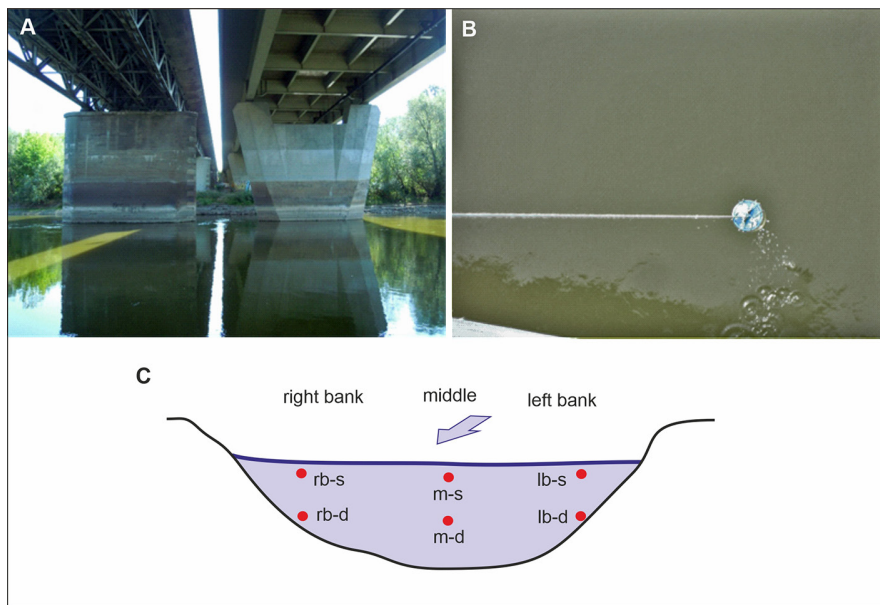 A
B
C
right bank
middle
left bank
rb-s
m-s
lb-s
rb-d
m-d
lb-d